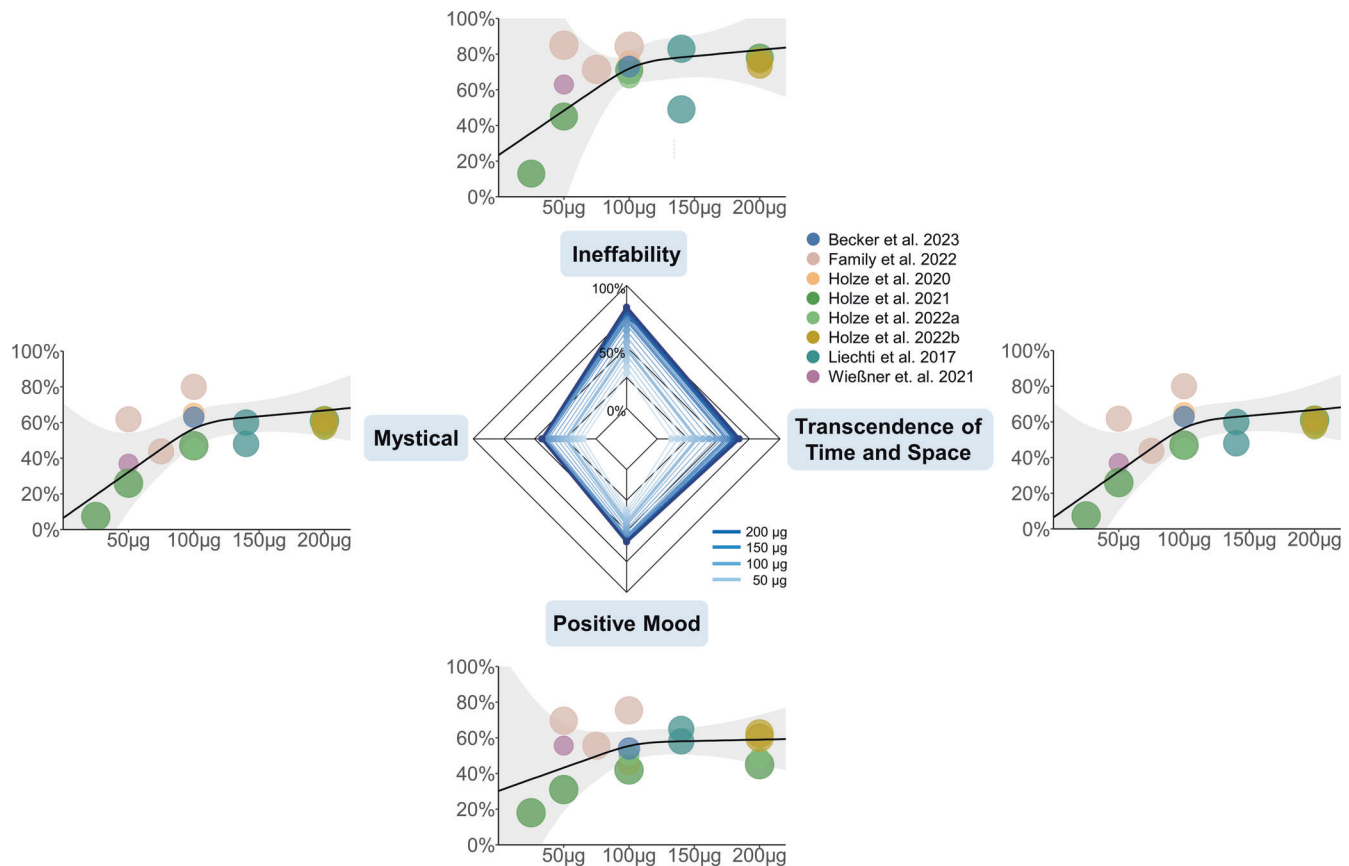 100%
80%
60%
40%
20%
0%
50µg 100µg 150µg 200µg
Ineffability
Becker et al. 2023
Family et al. 2022
Holze et al. 2020
Holze et al. 2021
Holze et al. 2022a
Holze et al. 2022b
Liechti et al. 2017
Wießner et. al. 2021
100%
50%
0%
100%
80%
60%
40%
20%
0%
50µg 100µg 150µg 200µg
Mystical
Transcendence of
Time and Space
100%
80%
60%
40%
20%
0%
50µg 100µg 150µg 200µg
200 µg
150 µg
100 µg
50 µg
Positive Mood
100%
80%
60%
40%
20%
0%
50µg 100µg 150µg 200µg